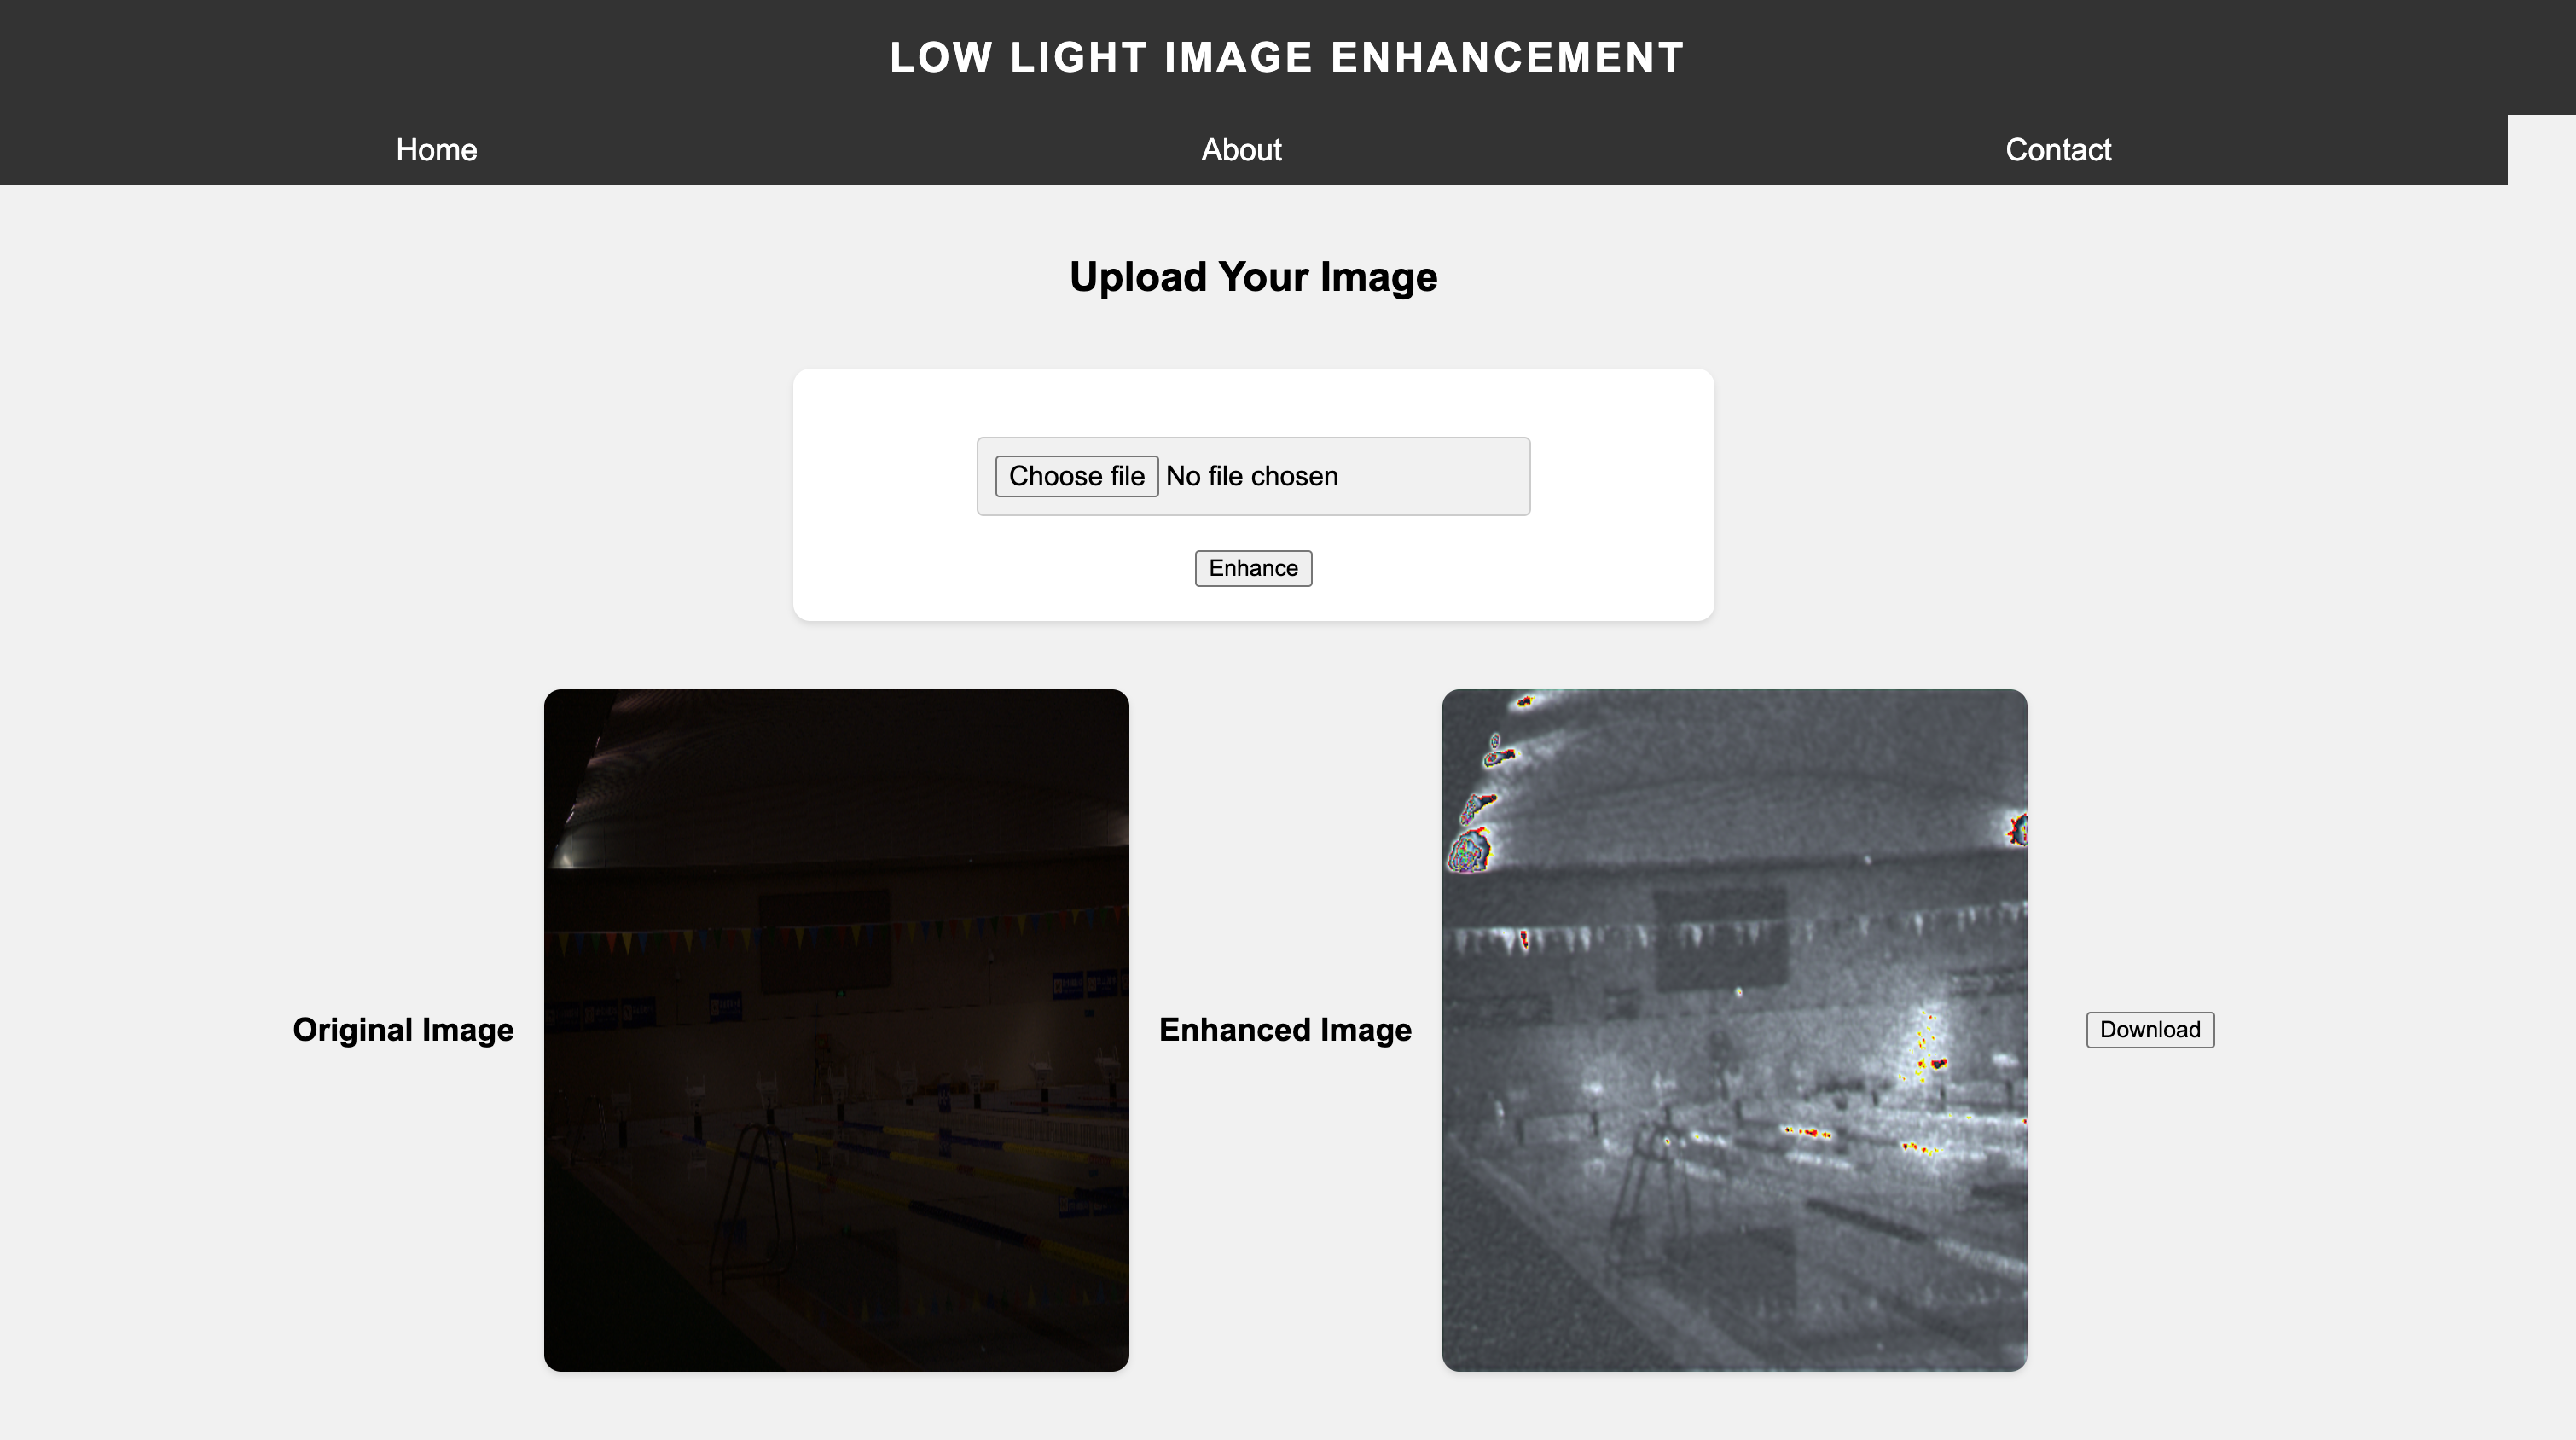 LOW LIGHT IMAGE ENHANCEMENT
Home About Contact
Upload Your Image
Choose file No file chosen
Enhance
Original Image
Enhanced Image
Download